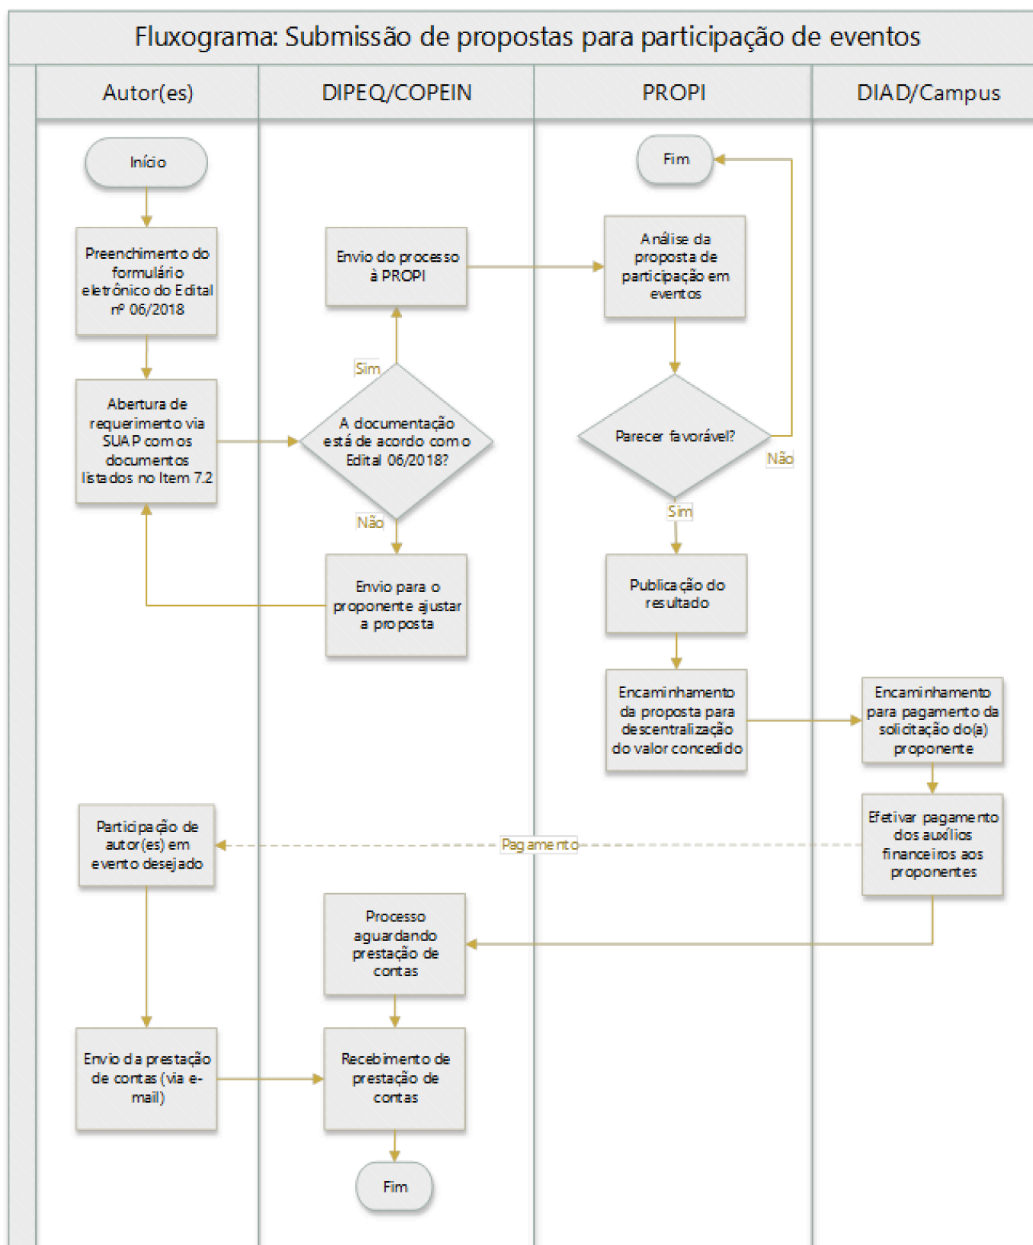 Fluxograma: Submissão de propostas para participação de eventos
Autor(es)
DIPEQ/COPEIN
PROPI
DIAD/Campus
Início
Preenchimento do
formulário
eletrônico do Edital
nº 06/2018
Abertura de
requerimento via
SUAP com os
documentos
listados no Item 7.2
Envio do processo
à PROPI
Sim
A documentação
está de acordo com o
Edital 06/2018?
Não
Envio para o
proponente ajustar
a proposta
Fim
Análise da
proposta de
participação em
eventos
Parecer favorável?
Não
Sim
Publicação do
resultado
Encaminhamento
da proposta para
descentralização
do valor concedido
Encaminhamento
para pagamento da
solicitação do(a)
proponente
Efetivar pagamento
dos auxílios
financeiros aos
proponentes
Pagamento
Participação de
autor(es) em
evento desejado
Processo
aguardando
prestação de
contas
Envio da prestação
de contas (via e-
mail)
Recebimento de
prestação de
contas
Fim